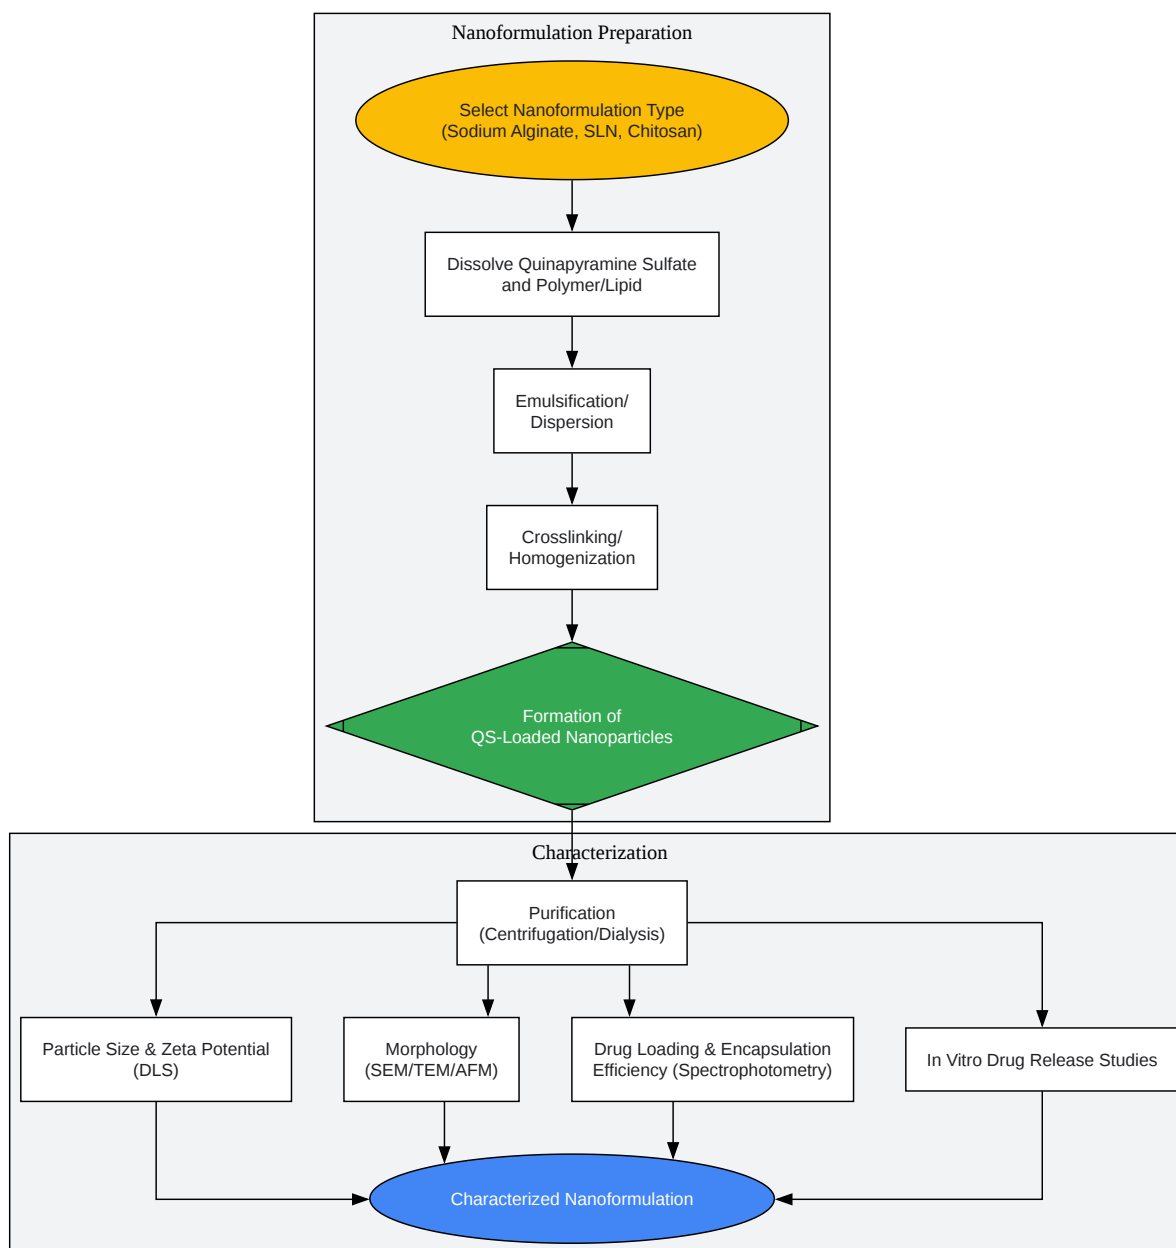 Nanoformulation Preparation
Select Nanoformulation Type
(Sodium Alginate, SLN, Chitosan)
Dissolve Quinapyramine Sulfate
and Polymer/Lipid
Emulsification/
Dispersion
Crosslinking/
Homogenization
Formation of
QS-Loaded Nanoparticles
Characterization
Purification
(Centrifugation/Dialysis)
Particle Size & Zeta Potential
(DLS)
Morphology
(SEM/TEM/AFM)
Drug Loading & Encapsulation
Efficiency (Spectrophotometry)
In Vitro Drug Release Studies
Characterized Nanoformulation